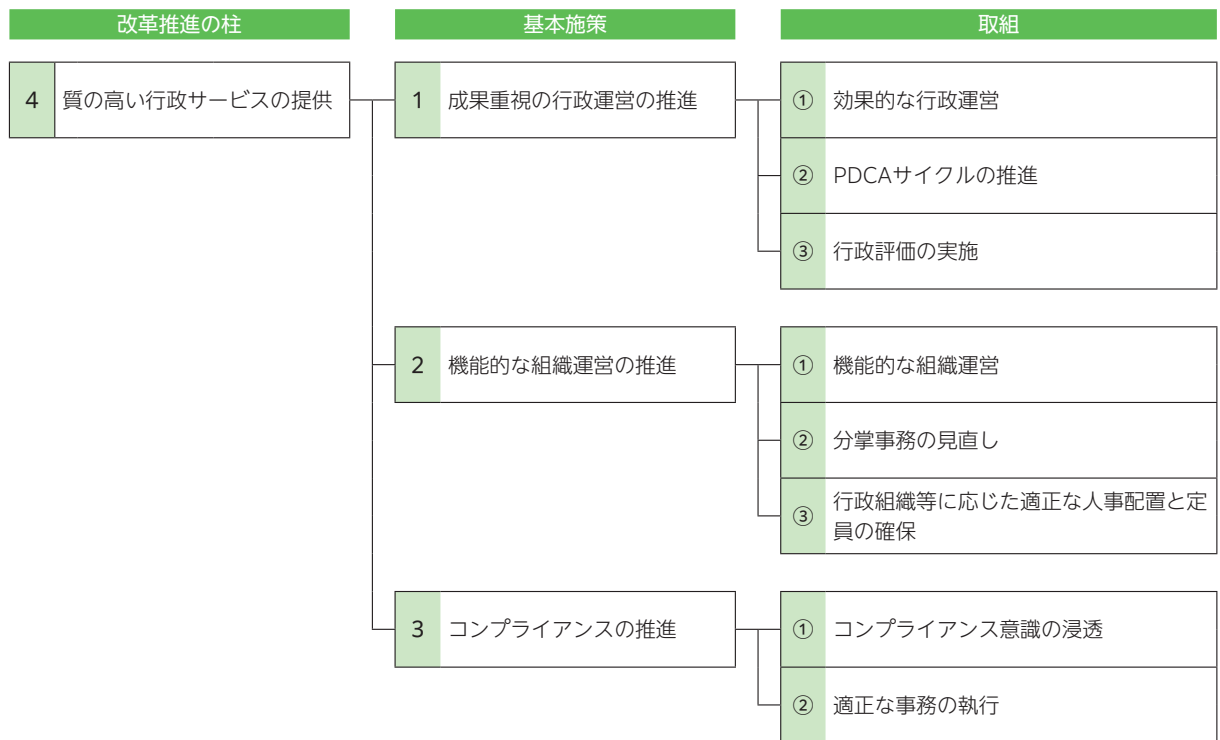 改革推進の柱
基本施策
取組
4 質の高い行政サービスの提供
1 成果重視の行政運営の推進
① 効果的な行政運営
② PDCAサイクルの推進
③ 行政評価の実施
2 機能的な組織運営の推進
① 機能的な組織運営
② 分掌事務の見直し
③ 行政組織等に応じた適正な人事配置と定
員の確保
3 コンプライアンスの推進
① コンプライアンス意識の浸透
② 適正な事務の執行